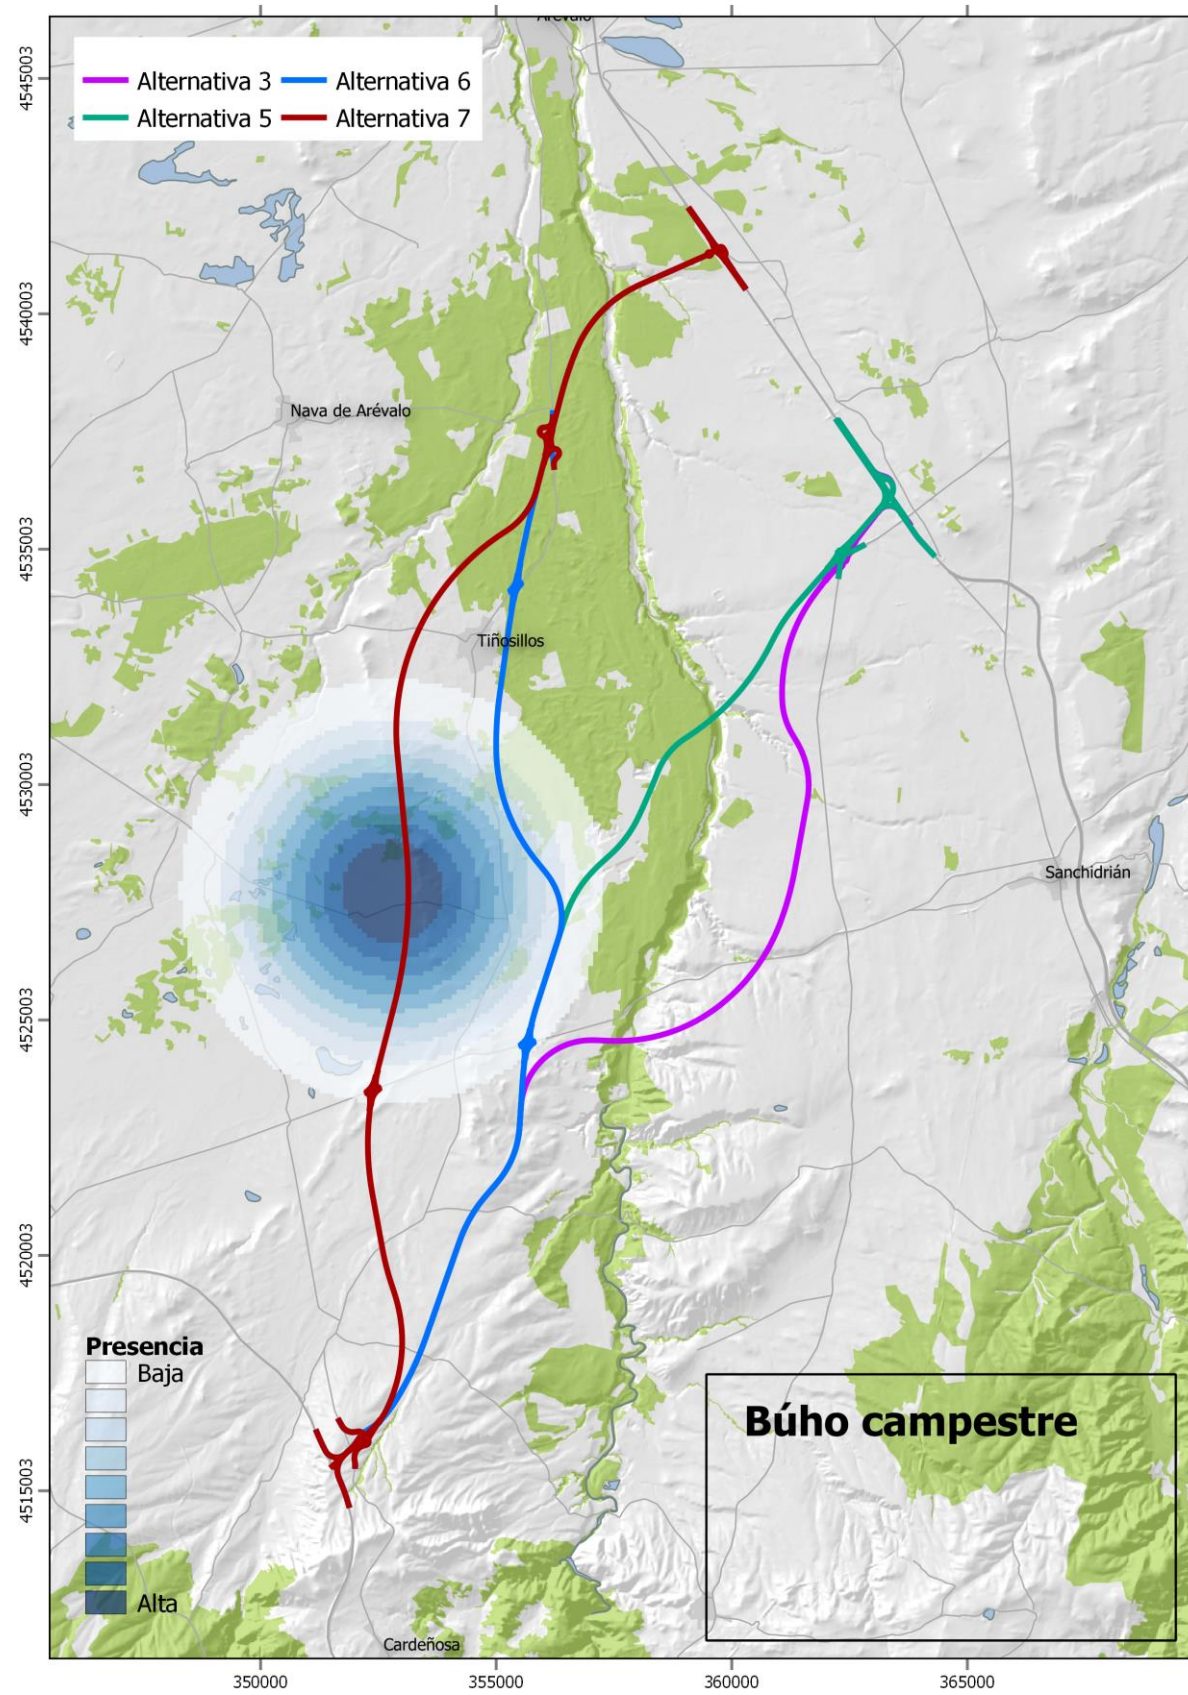 Arévalo
Alternativa 3
Alternativa 6
Alternativa 5
Alternativa 7
4545003
4540003
Nava de Arévalo
4535003
Tiñosillos
4530003
Sanchidrián
4525003
4520003
Presencia
Baja
Búho campestre
4515003
Alta
Cardeñosa
350000
355000
360000
365000